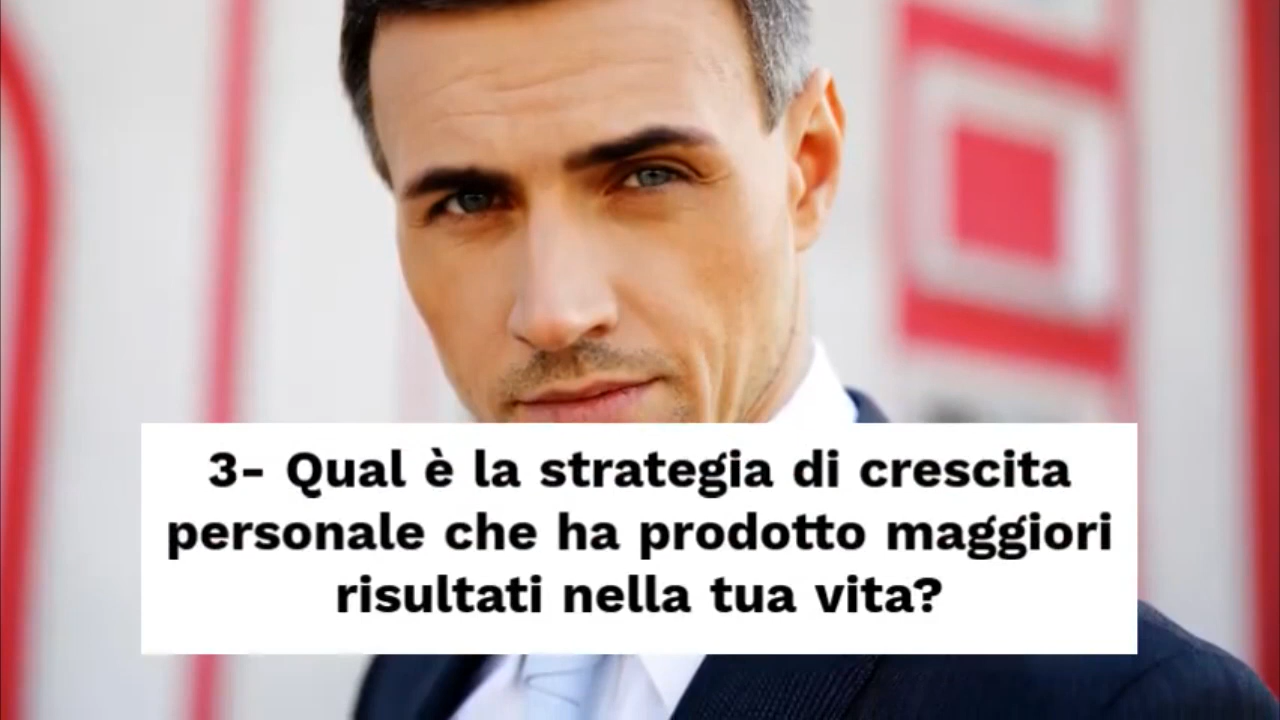 3- Qual è la strategia di crescita
personale che ha prodotto maggiori
risultati nella tua vita?